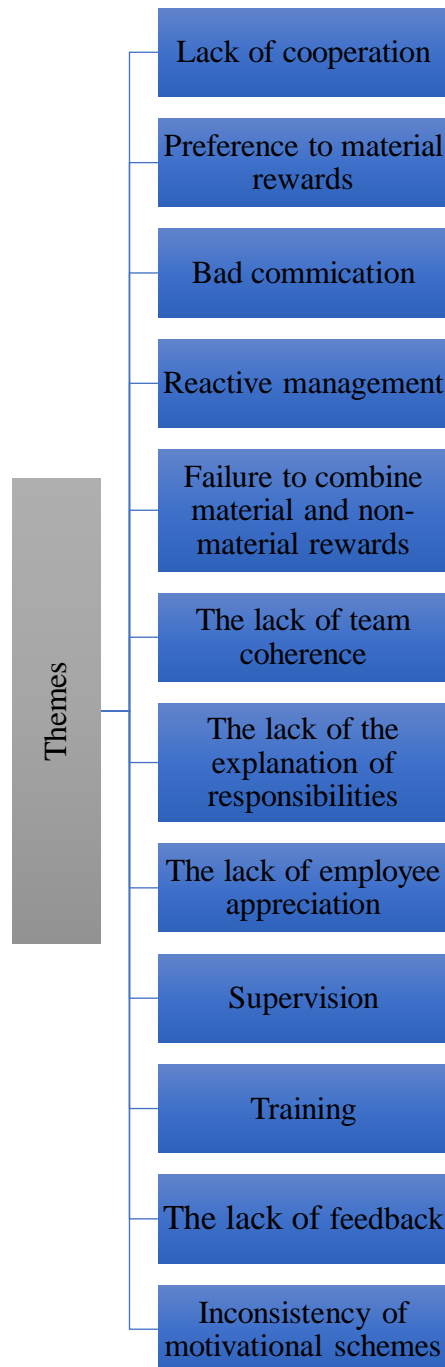 Themes
Lack of cooperation
Preference to material
rewards
Bad commication
Reactive management
Failure to combine
material and non-
material rewards
The lack of team
coherence
The lack of the
explanation of
responsibilities
The lack of employee
appreciation
Supervision
Training
The lack of feedback
Inconsistency of
motivational schemes